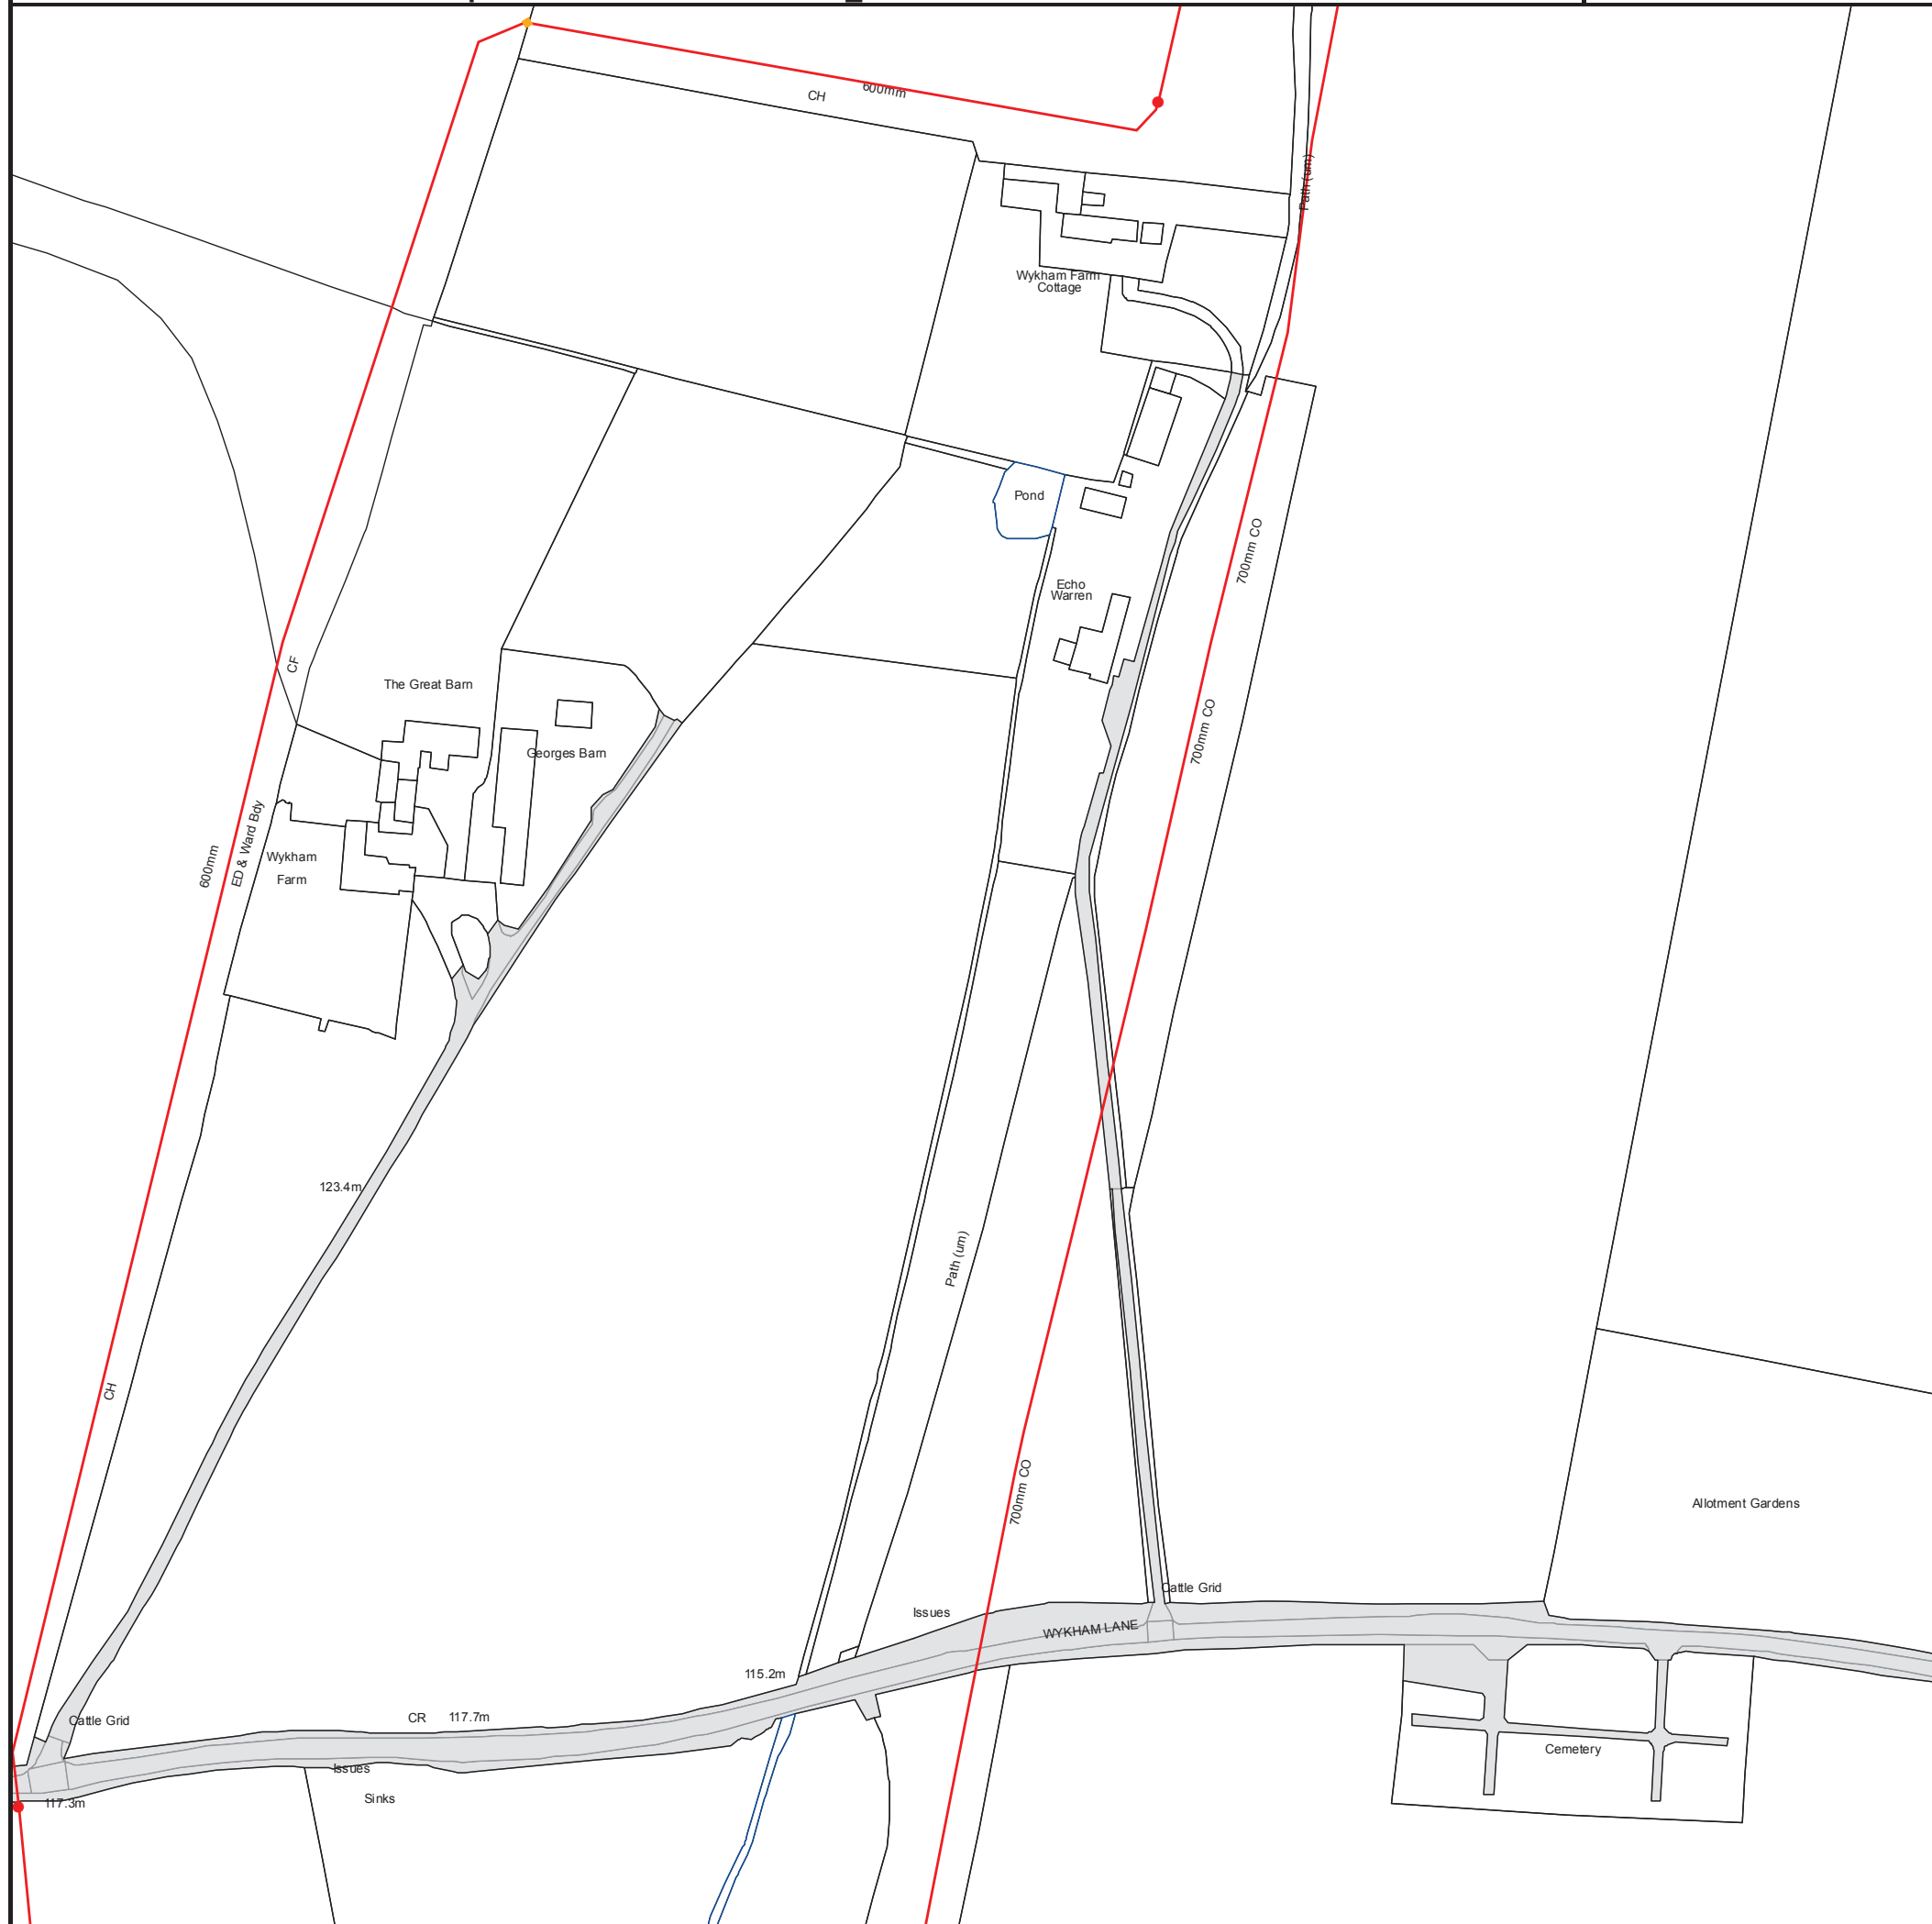 600mm
CH
Path (um)
Wykham Farm
Cottage
Pond
700mm CO
Echo
Warren
CF
The Great Barn
700mm CO
Georges Barn
ED & Ward Bdy
600mm
Wykham
Farm
123.4m
Path (um)
CH
700mm CO
Allotment Gardens
Cattle Grid
Issues
WYKHAM LANE
115.2m
CR
117.7m
Cattle Grid
Cemetery
Issues
Sinks
117.3m